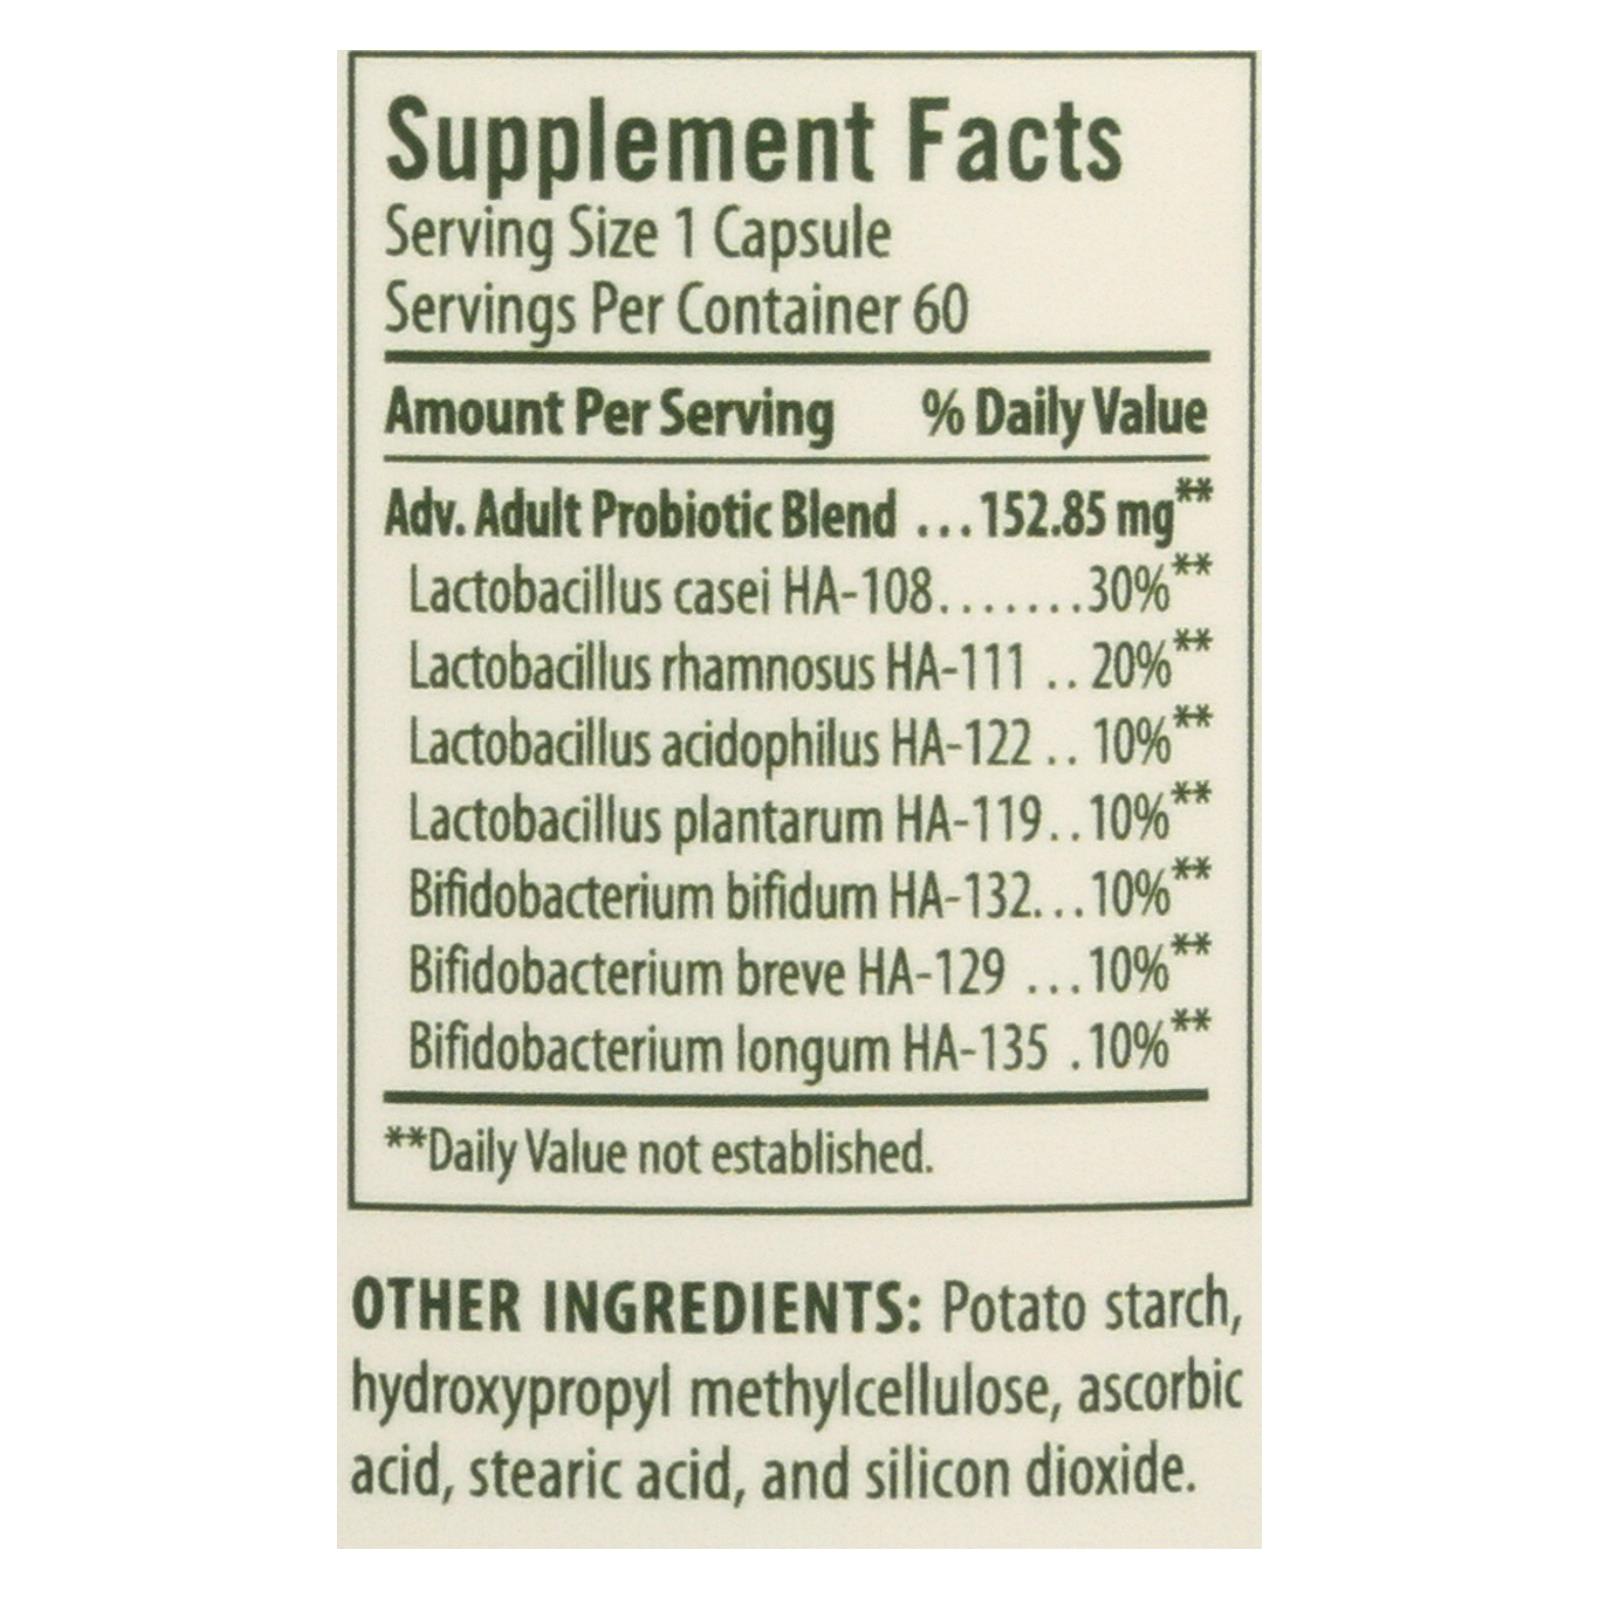 Supplement Facts
Serving Size 1 Capsule
Servings Per Container 60
Amount Per Serving % Daily Value
Adv. Adult Probiotic Blend ...152.85 mg**
Lactobacillus casei HA-108.......30%**
Lactobacillus rhamnosus HA-111 .. 20%**
Lactobacillus acidophilus HA-122 .. 10%**
Lactobacillus plantarum HA-119..10%**
Bifidobacterium bifidum HA-132...10%**
Bifidobacterium breve HA-129 ...10%**
Bifidobacterium longum HA-135 .10%**
**Daily Value not established.
OTHER INGREDIENTS: Potato starch,
hydroxypropyl methylcellulose, ascorbic
acid, stearic acid, and silicon dioxide.